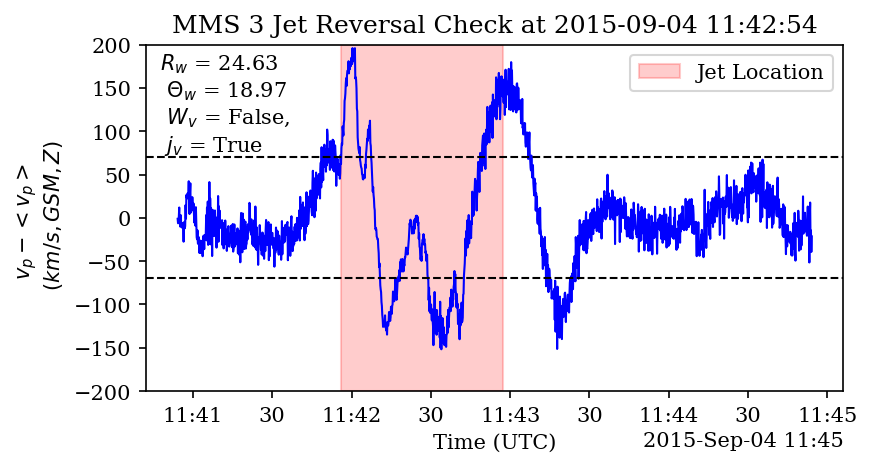 MMS 3 Jet Reversal Check at 2015-09-04 11:42:54
R_w = 24.63
Θ_w = 18.97
W_v = False,
j_v = True
Jet Location
v_p − <v_p>
(km/s, GSM, Z)
200
150
100
50
0
−50
−100
−150
−200
11:41 30 11:42 30 11:43 30 11:44 30 11:45
Time (UTC)
2015-Sep-04 11:45